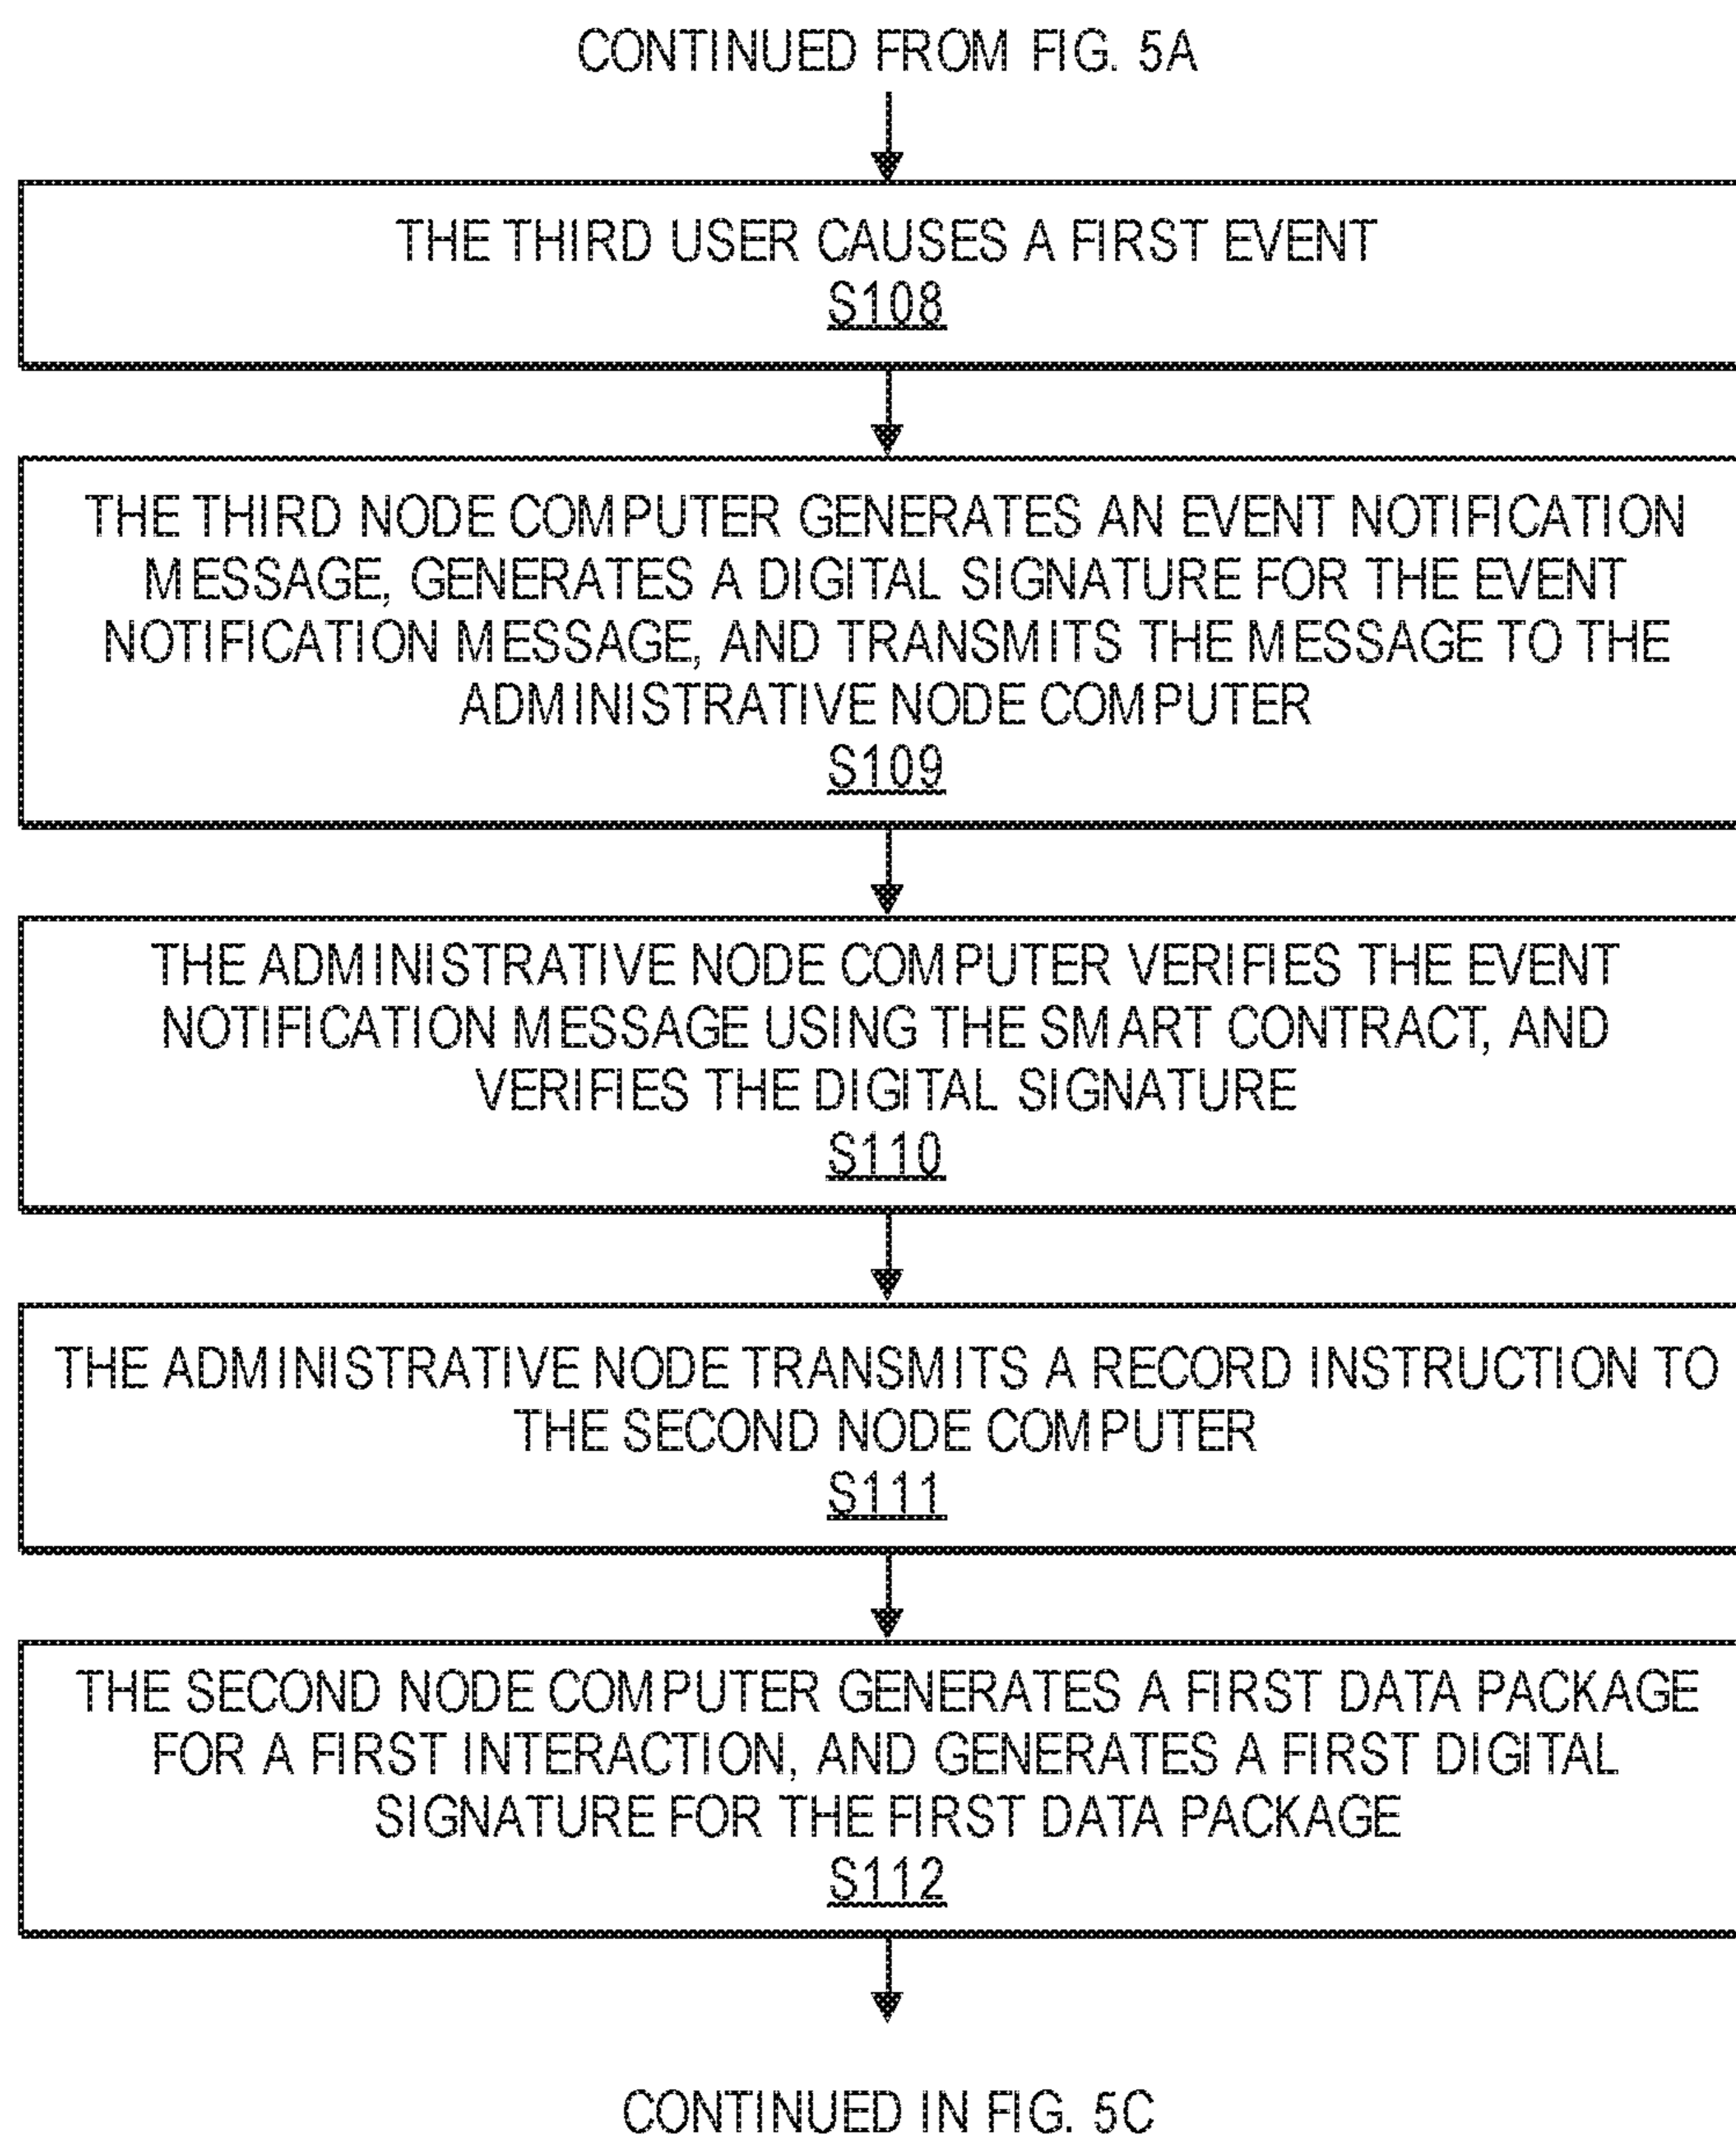 CONTINUED FROM FIG. 5A
THE THIRD USER CAUSES A FIRST EVENT
S108
THE THIRD NODE COMPUTER GENERATES AN EVENT NOTIFICATION
MESSAGE, GENERATES A DIGITAL SIGNATURE FOR THE EVENT
NOTIFICATION MESSAGE, AND TRANSMITS THE MESSAGE TO THE
ADMINISTRATIVE NODE COMPUTER
S109
THE ADMINISTRATIVE NODE COMPUTER VERIFIES THE EVENT
NOTIFICATION MESSAGE USING THE SMART CONTRACT, AND
VERIFIES THE DIGITAL SIGNATURE
S110
THE ADMINISTRATIVE NODE TRANSMITS A RECORD INSTRUCTION TO
THE SECOND NODE COMPUTER
S111
THE SECOND NODE COMPUTER GENERATES A FIRST DATA PACKAGE
FOR A FIRST INTERACTION, AND GENERATES A FIRST DIGITAL
SIGNATURE FOR THE FIRST DATA PACKAGE
S112
CONTINUED IN FIG. 5C